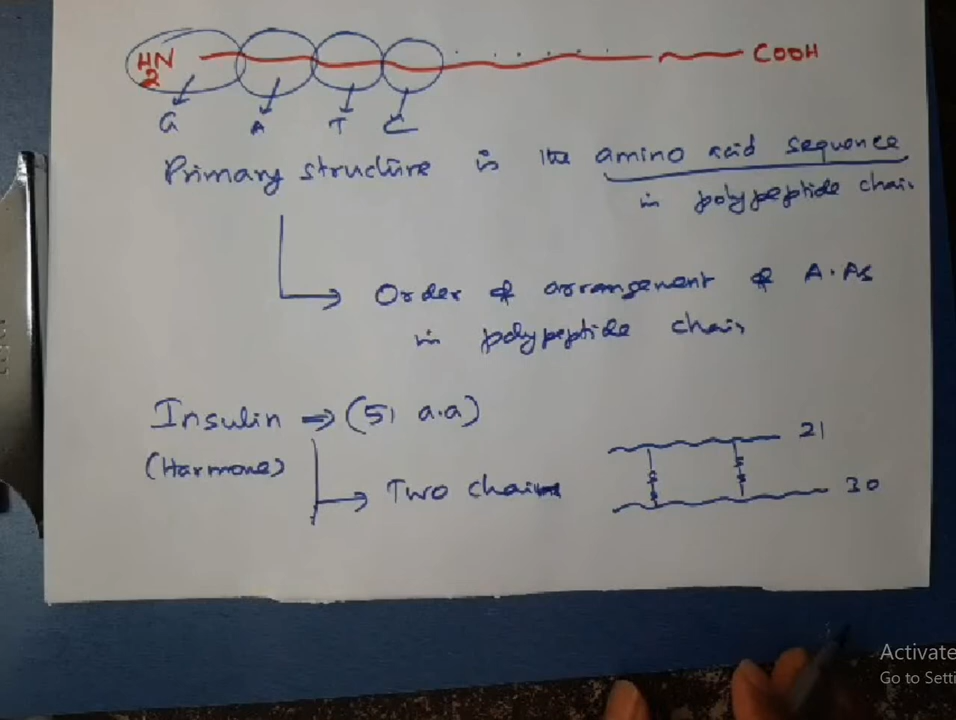 H2N COOH
G A T C
Primary structure is the amino acid sequence
in polypeptide chain
Order of arrangement of A.As
in polypeptide chain
Insulin ⇒ (51 a.a)
(Harmone)
Two chains
21
S S
S S
30
Activate
Go to Setti